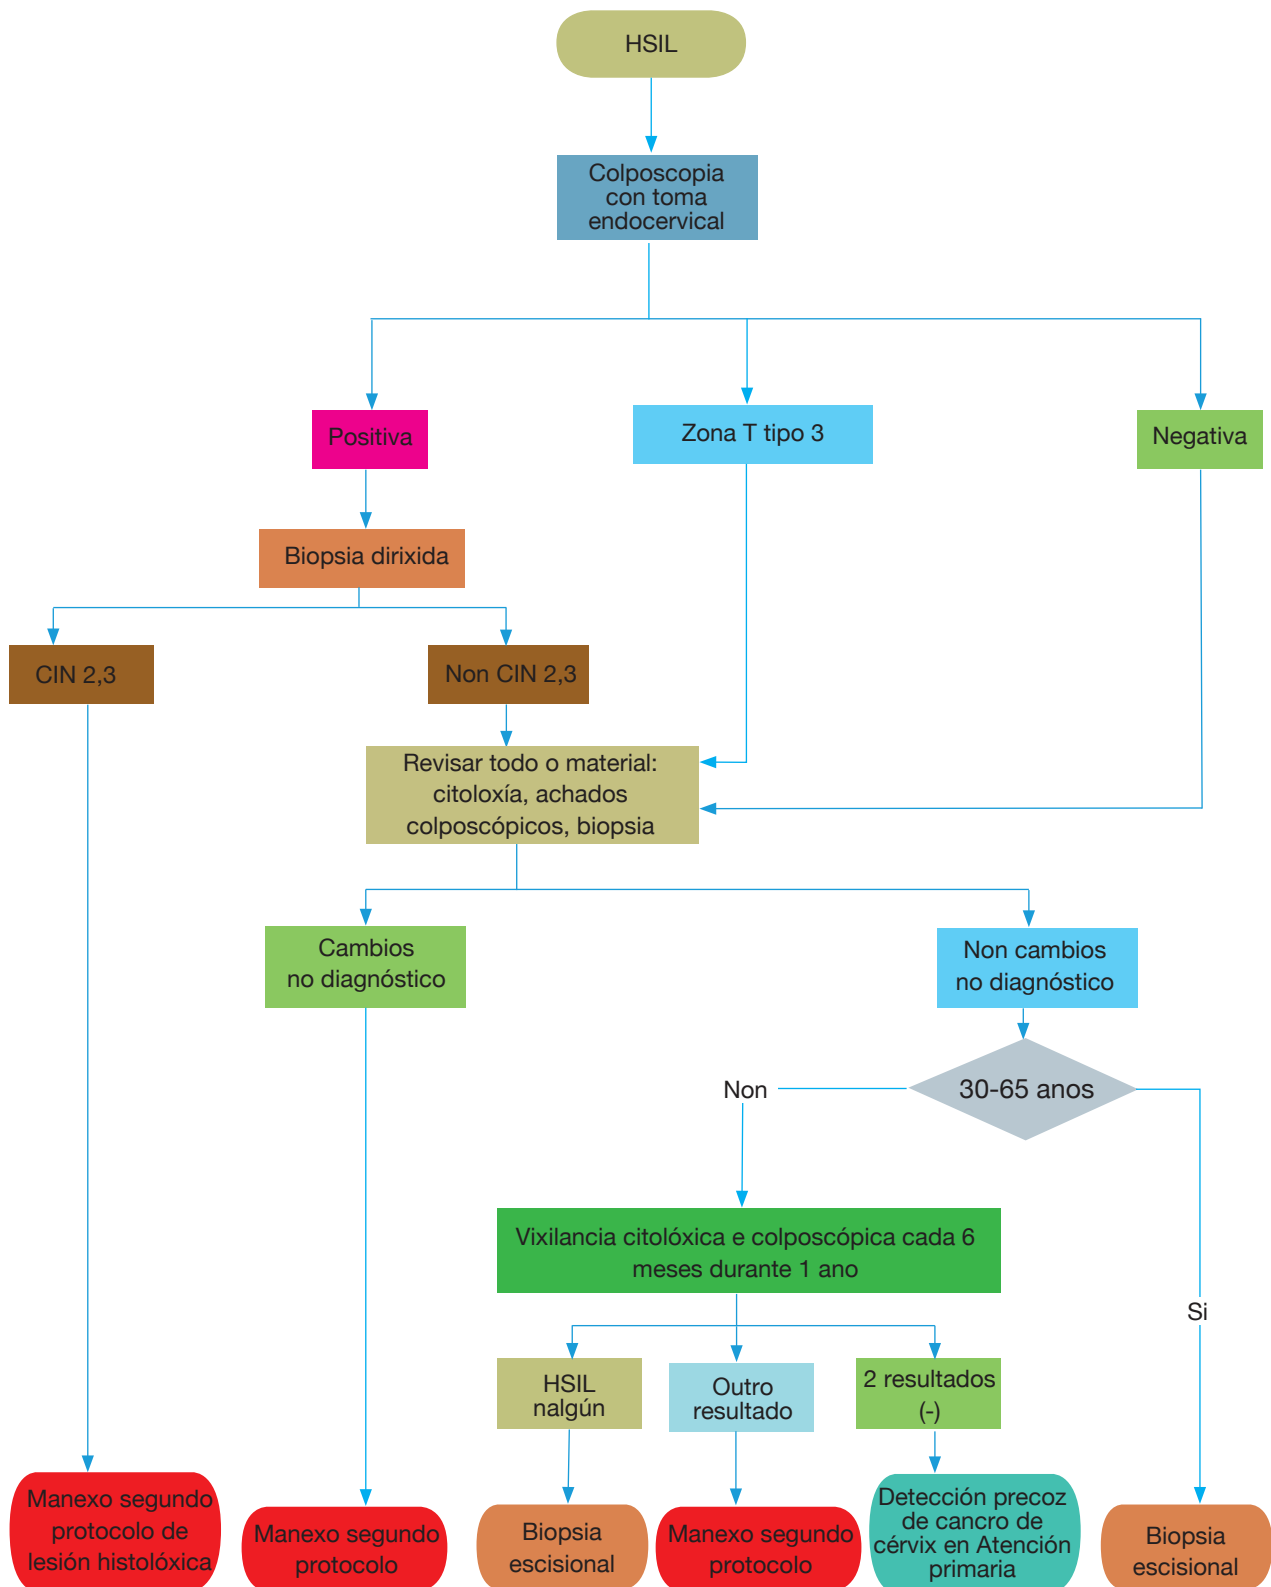 HSIL
Colposcopia
con toma
endocervical
Positiva
Zona T tipo 3
Negativa
Biopsia dirixida
CIN 2,3
Non CIN 2,3
Revisar todo o material:
citoloxía, achados
colposcópicos, biopsia
Cambios
no diagnóstico
Non cambios
no diagnóstico
30-65 anos
Non
Si
Vixilancia citolóxica e colposcópica cada 6
meses durante 1 ano
HSIL
nalgún
Outro
resultado
2 resultados
(-)
Manexo segundo
protocolo de
lesión histolóxica
Manexo segundo
protocolo
Biopsia
escisional
Manexo segundo
protocolo
Detección precoz
de cancro de
cérvix en Atención
primaria
Biopsia
escisional